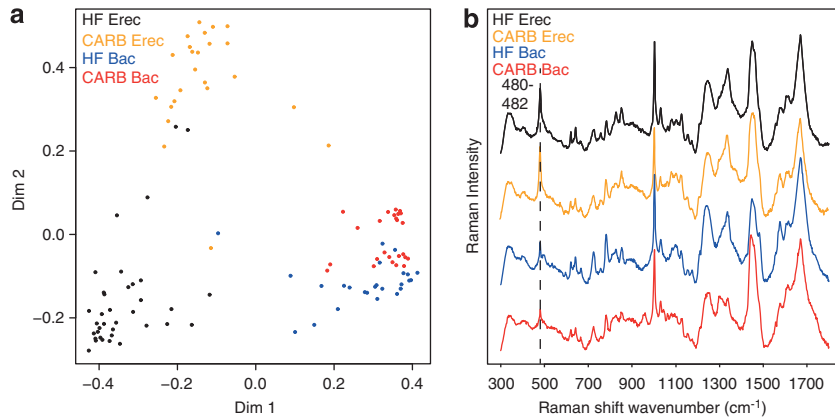 a
HF Erec
CARB Erec
HF Bac
CARB Bac
0.4
0.2
0.0
−0.2
Dim 2
−0.4
−0.2
0.0
0.2
0.4
Dim 1
b
HF Erec
CARB Erec
HF Bac
CARB Bac
480-
482
Raman Intensity
300
500
700
900
1100
1300
1500
1700
Raman shift wavenumber (cm-1)